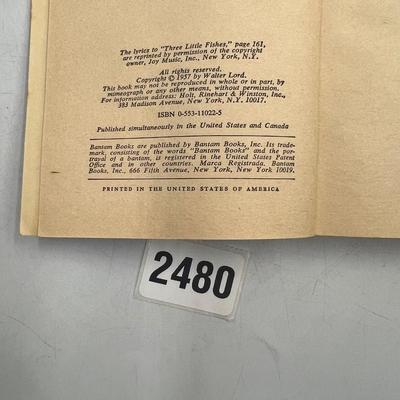 The lyrics to "Three Little Fishes," page 161,
are reprinted by permission of the copyright
owner, Joy Music, Inc., New York, N.Y.
All rights reserved.
Copyright © 1957 by Walter Lord.
This book may not be reproduced in whole or in part, by
mimeograph or any other means, without permission.
For information address: Holt, Rinehart & Winston, Inc.,
383 Madison Avenue, New York, N.Y. 10017.
ISBN 0-553-11022-5
Published simultaneously in the United States and Canada
Bantam Books are published by Bantam Books, Inc. Its trade-
mark, consisting of the words "Bantam Books" and the por-
trayal of a bantam, is registered in the United States Patent
Office and in other countries. Marca Registrada. Bantam
Books, Inc., 666 Fifth Avenue, New York, New York 10019.
PRINTED IN THE UNITED STATES OF AMERICA
2480